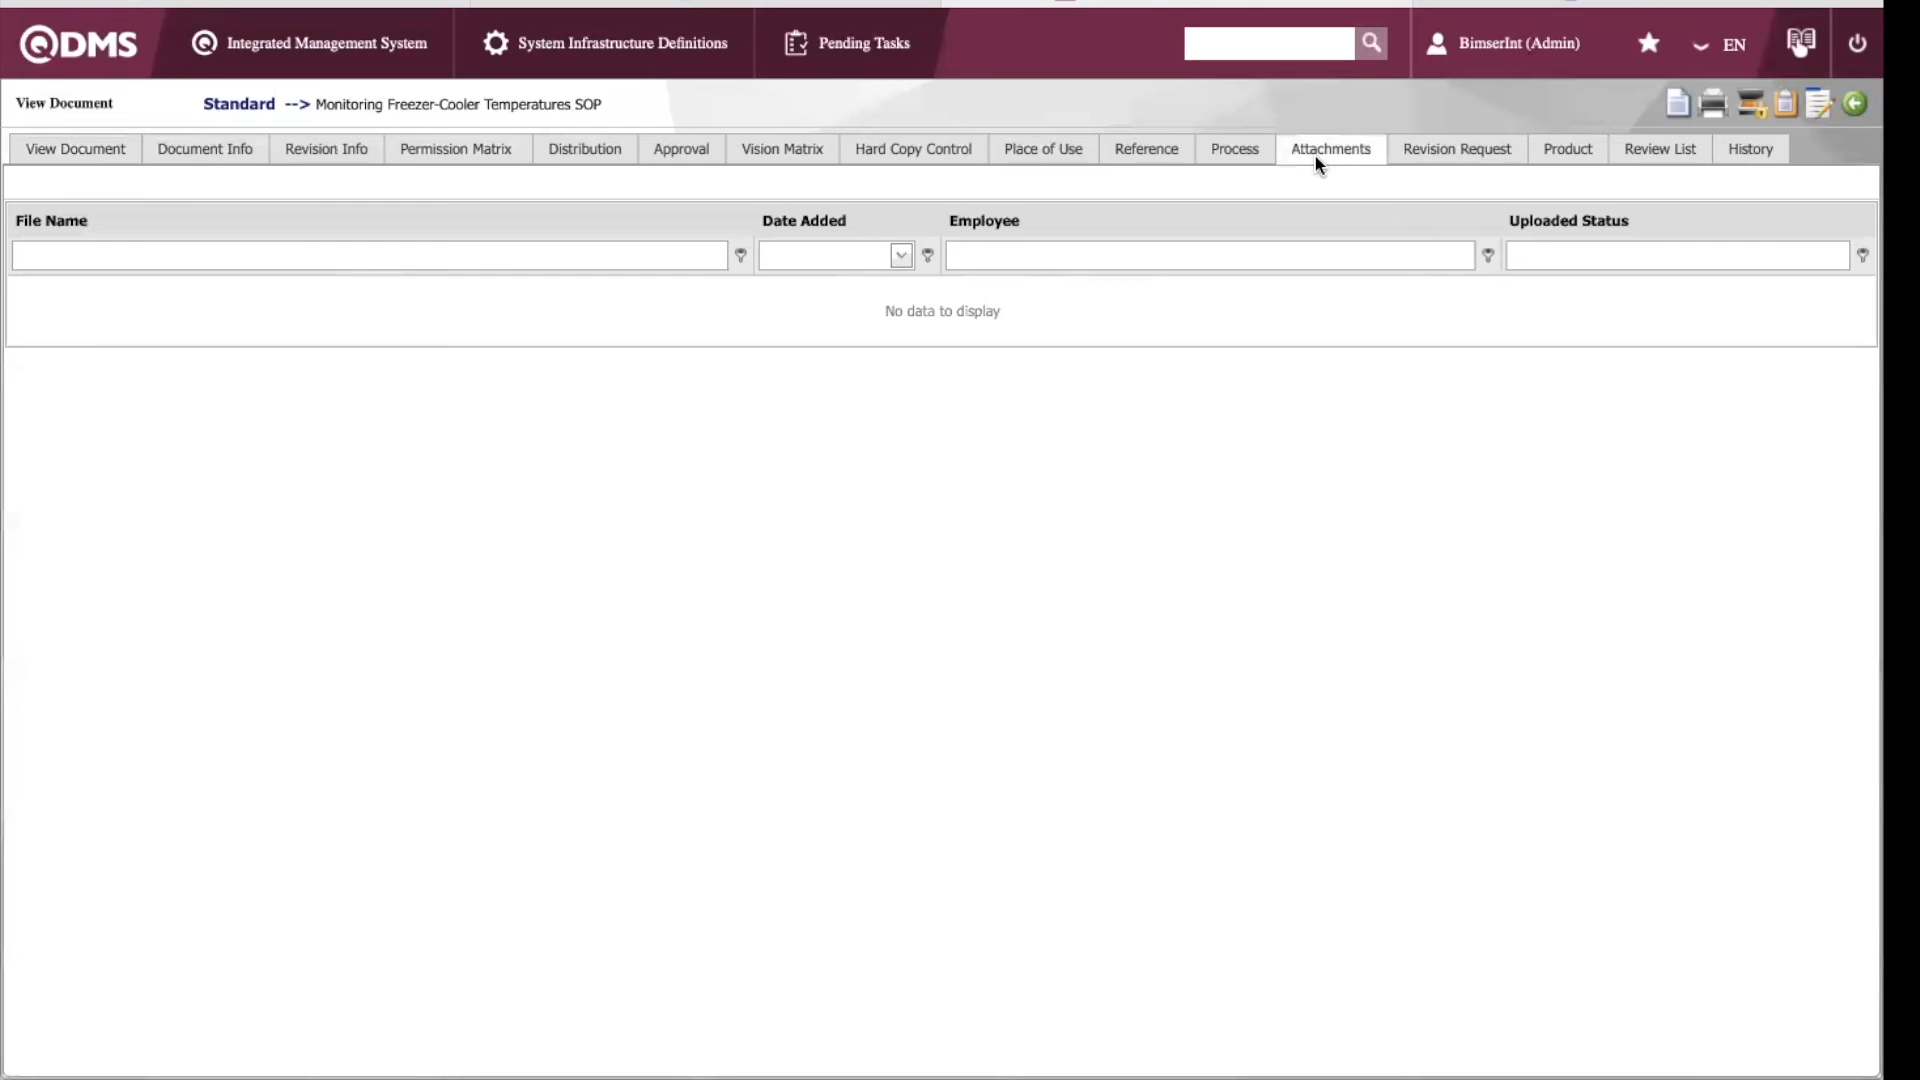 QDMS Integrated Management System System Infrastructure Definitions Pending Tasks BimserInt (Admin) EN
View Document Standard --> Monitoring Freezer-Cooler Temperatures SOP
View Document Document Info Revision Info Permission Matrix Distribution Approval Vision Matrix Hard Copy Control Place of Use Reference Process Attachments Revision Request Product Review List History
File Name Date Added Employee Uploaded Status
No data to display